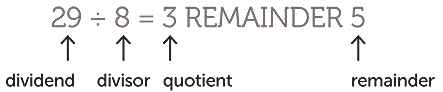 29 ÷ 8 = 3 REMAINDER 5
dividend divisor quotient remainder